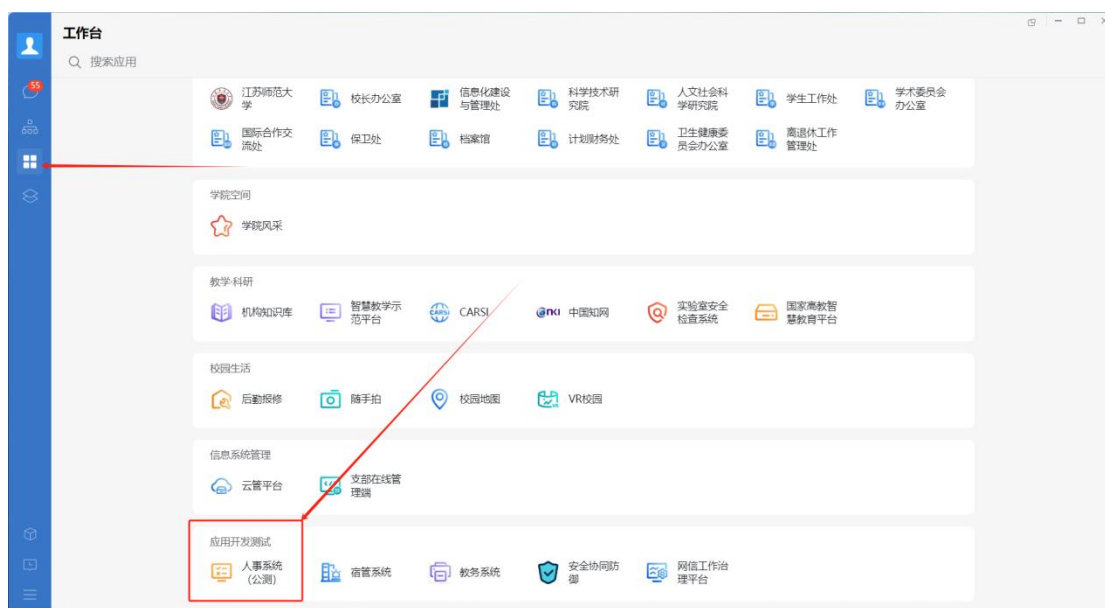 工作台
搜索应用
55
江苏师范大
学
校长办公室
信息化建设
与管理处
科学技术研
究院
人文社会科
学研究院
学生工作处
学术委员会
办公室
国际合作交
流处
保卫处
档案馆
计划财务处
卫生健康委
员会办公室
离退休工作
管理处
学院空间
学院风采
教学·科研
机构知识库
智慧教学示
范平台
CARSI
CARSI
cnki 中国知网
实验室安全
检查系统
国家高教智
慧教育平台
校园生活
后勤报修
随手拍
校园地图
VR校园
信息系统管理
云管平台
支部在线管
理端
应用开发测试
人事系统
（公测）
宿管系统
教务系统
安全协同防
御
网信工作治
理平台